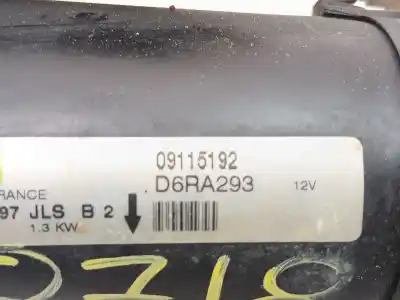 09115192
RANCE D6RA293 12V
97 JLS B 2
1.3 KW